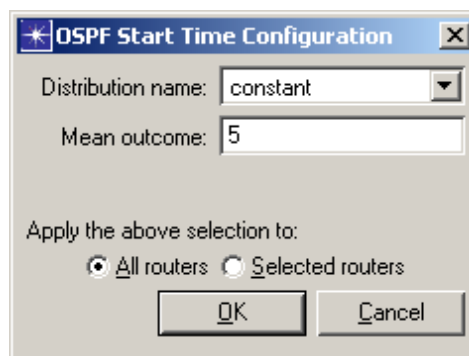 OSPF Start Time Configuration
Distribution name: constant
Mean outcome: 5
Apply the above selection to:
All routers Selected routers
OK Cancel